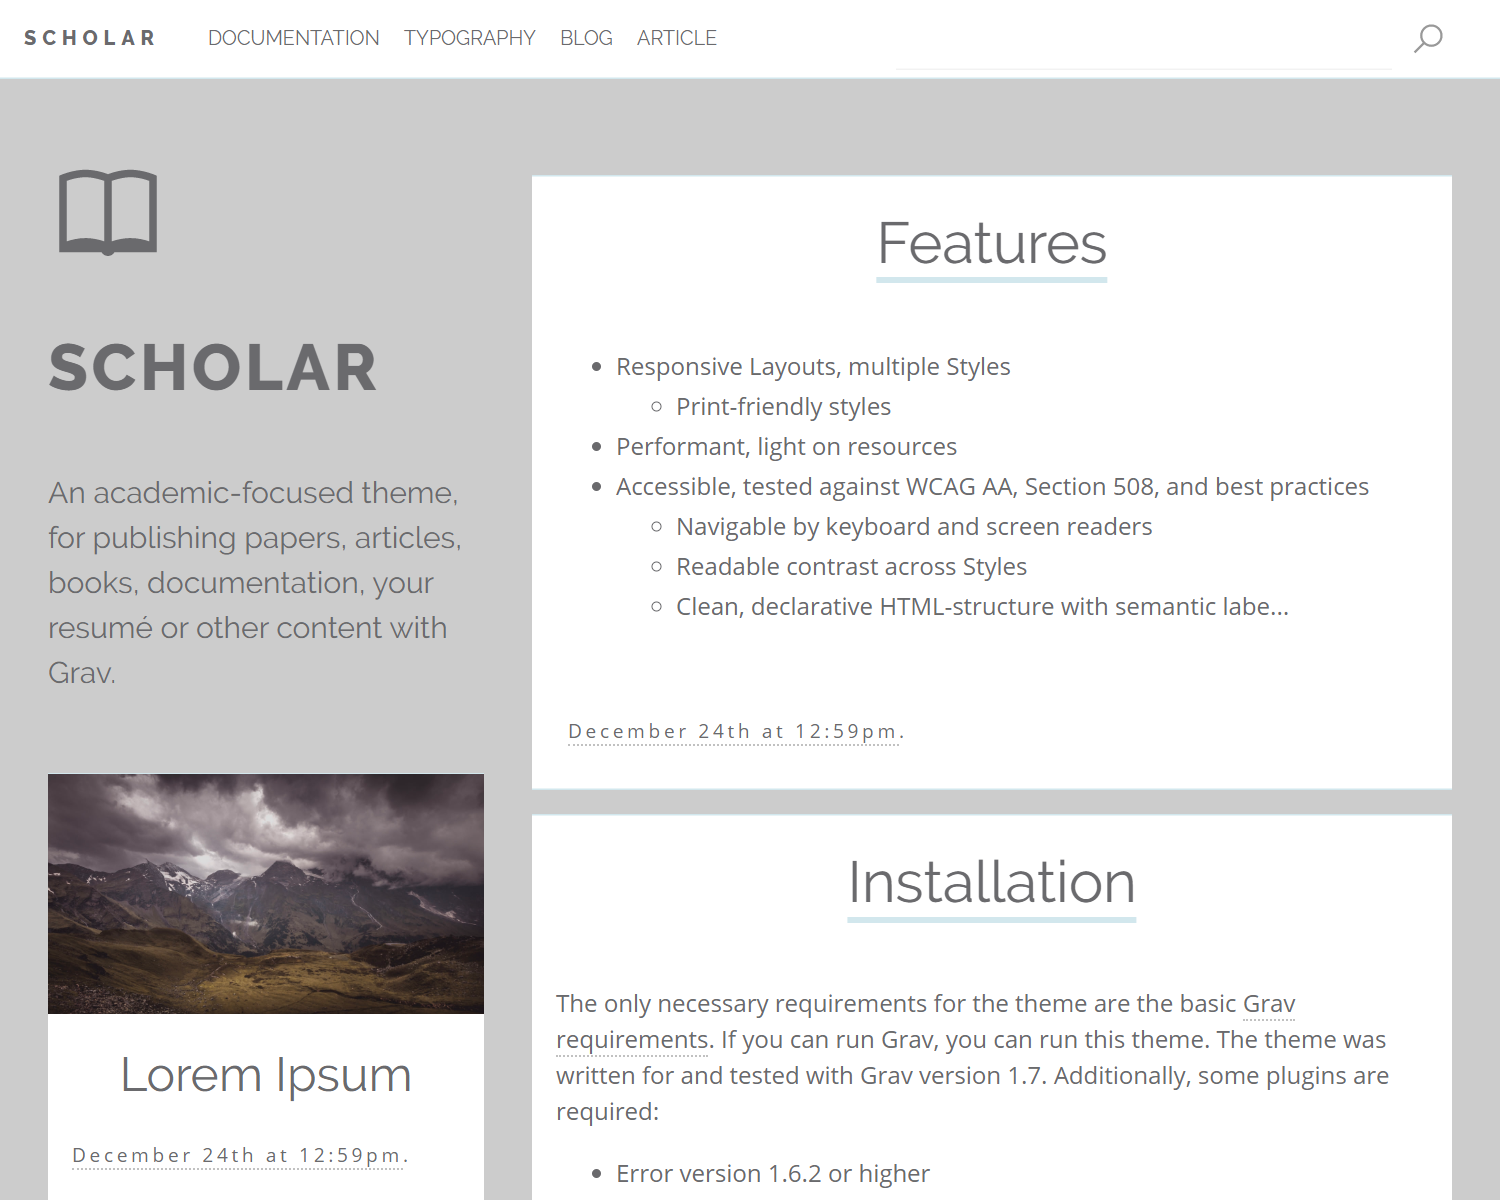 SCHOLAR
DOCUMENTATION TYPOGRAPHY BLOG ARTICLE
SCHOLAR
An academic-focused theme,
for publishing papers, articles,
books, documentation, your
resumé or other content with
Grav.
Lorem Ipsum
December 24th at 12:59pm.
Features
Responsive Layouts, multiple Styles
Print-friendly styles
Performant, light on resources
Accessible, tested against WCAG AA, Section 508, and best practices
Navigable by keyboard and screen readers
Readable contrast across Styles
Clean, declarative HTML-structure with semantic labe...
December 24th at 12:59pm.
Installation
The only necessary requirements for the theme are the basic Grav
requirements. If you can run Grav, you can run this theme. The theme was
written for and tested with Grav version 1.7. Additionally, some plugins are
required:
Error version 1.6.2 or higher